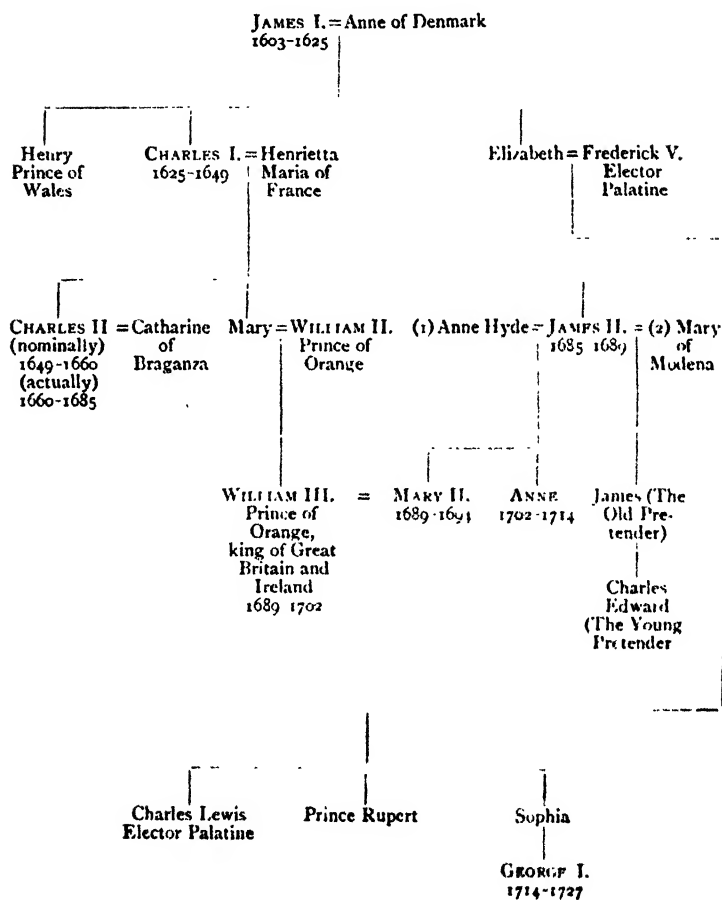 JAMES I. = Anne of Denmark
1603-1625
Henry
Prince of
Wales
CHARLES I. = Henrietta
1625-1649 Maria of
France
Elizabeth = Frederick V.
Elector
Palatine
CHARLES II = Catharine
(nominally) of
1649-1660 Braganza
(actually)
1660-1685
Mary = WILLIAM II.
Prince of
Orange
(1) Anne Hyde = JAMES II. = (2) Mary
1685 1689 of
Modena
WILLIAM III. = MARY II.
Prince of 1689-1694
Orange,
king of Great
Britain and
Ireland
1689 1702
ANNE
1702-1714
James (The
Old Pre-
tender)
Charles
Edward
(The Young
Pretender
Charles Lewis
Elector Palatine
Prince Rupert
Sophia
GEORGE I.
1714-1727